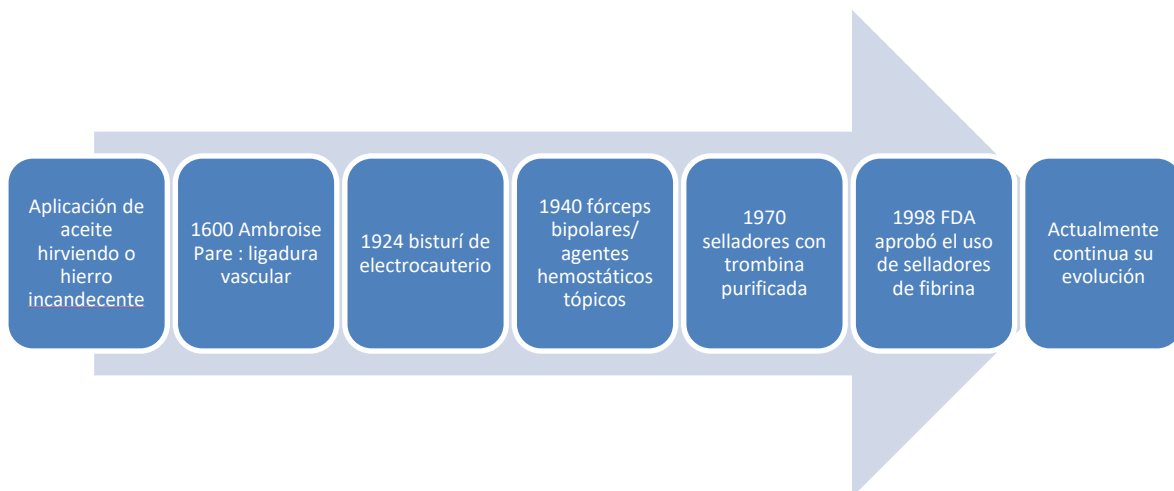 Aplicación de
aceite
hirviendo o
hierro
incandecente
1600 Ambroise
Pare : ligadura
vascular
1924 bisturí de
electrocauterio
1940 fórceps
bipolares/
agentes
hemostáticos
tópicos
1970
selladores con
trombina
purificada
1998 FDA
aprobó el uso
de selladores
de fibrina
Actualmente
continua su
evolución